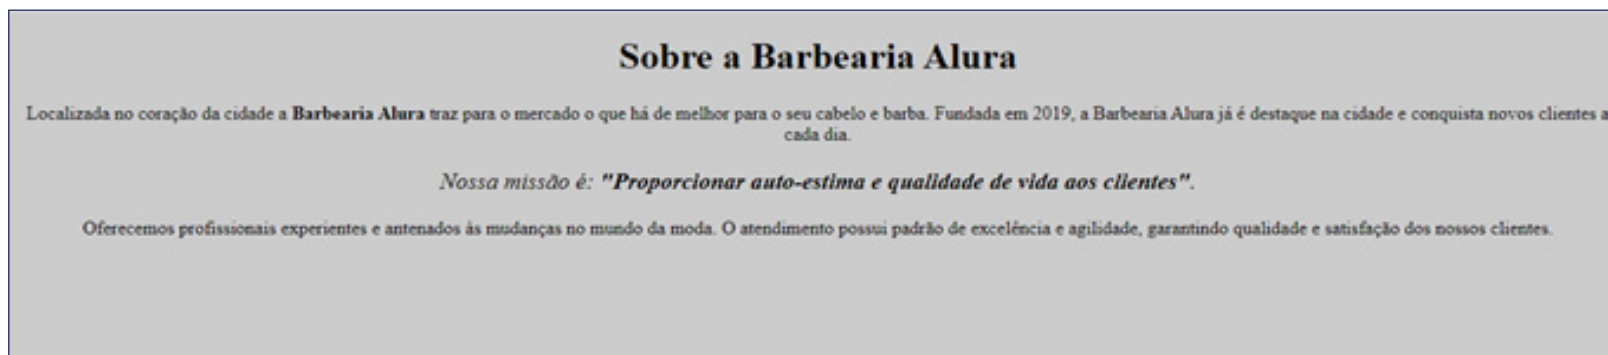 Sobre a Barbearia Alura
Localizada no coração da cidade a Barbearia Alura traz para o mercado o que há de melhor para o seu cabelo e barba. Fundada em 2019, a Barbearia Alura já é destaque na cidade e conquista novos clientes a
cada dia.
Nossa missão é: "Proporcionar auto-estima e qualidade de vida aos clientes".
Oferecemos profissionais experientes e antenados às mudanças no mundo da moda. O atendimento possui padrão de excelência e agilidade, garantindo qualidade e satisfação dos nossos clientes.